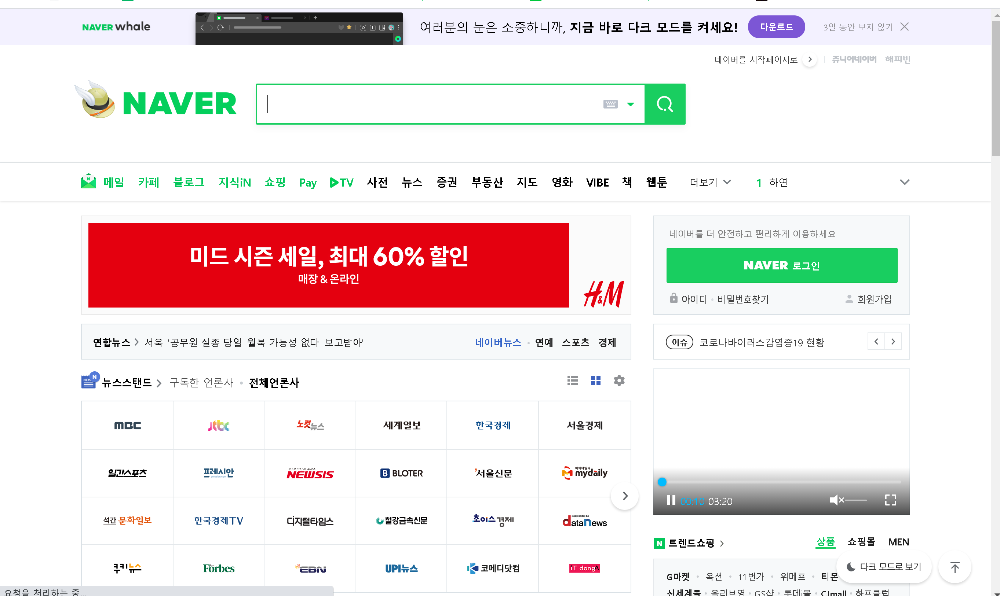 NAVER whale
여러분의 눈은 소중하니까, 지금 바로 다크 모드를 켜세요!
다운로드
3일 동안 보지 않기
네이버를 시작페이지로
쥬니어네이버 해피빈
NAVER
메일 카페 블로그 지식iN 쇼핑 Pay TV 사전 뉴스 증권 부동산 지도 영화 VIBE 책 웹툰 더보기 1 하연
미드 시즌 세일, 최대 60% 할인
매장 & 온라인
H&M
네이버를 더 안전하고 편리하게 이용하세요
NAVER 로그인
아이디 · 비밀번호찾기 회원가입
연합뉴스 > 서욱 "공무원 실종 당일 '월북 가능성 없다' 보고받아"
네이버뉴스 · 연예 스포츠 경제
이슈 코로나바이러스감염증19 현황
NEW N 뉴스스탠드 > 구독한 언론사 · 전체언론사
MBC jtbc 노컷뉴스 세계일보 한국경제 서울경제
일간스포츠 프레시안 NEWSIS B BLOTER 서울신문 마이데일리 mydaily
석간 문화일보 한국경제TV 디지털타임스 철강금속신문 초이스경제 dataNews
쿠키뉴스 Forbes EBN UPI뉴스 코메디닷컴 iT dongA
00:10 03:20
N 트렌드쇼핑 >
상품 쇼핑몰 MEN
G마켓 · 옥션 · 11번가 · 위메프 · 티몬
다크 모드로 보기
신세계몰 · 올리브영 · GS샵 · 롯데i몰 · CJmall · 하프클럽
요청을 처리하는 중...